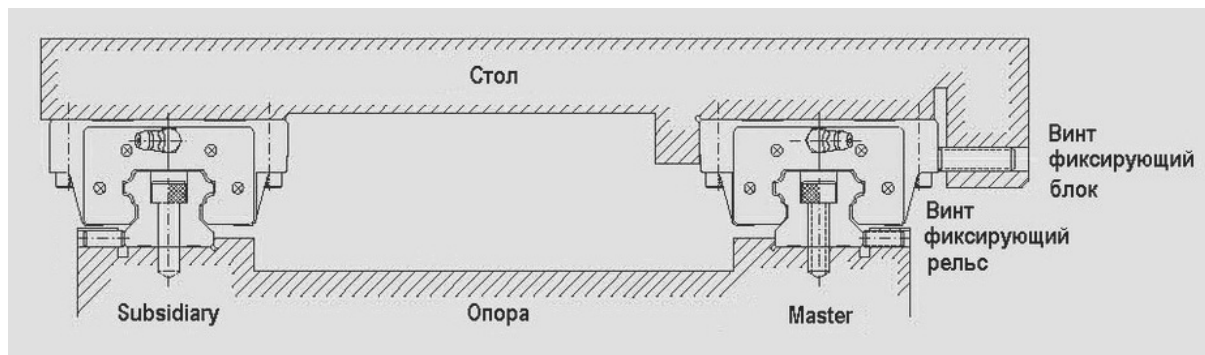 Стол
Винт
фиксирующий
блок
Винт
фиксирующий
рельс
Subsidiary
Опора
Master